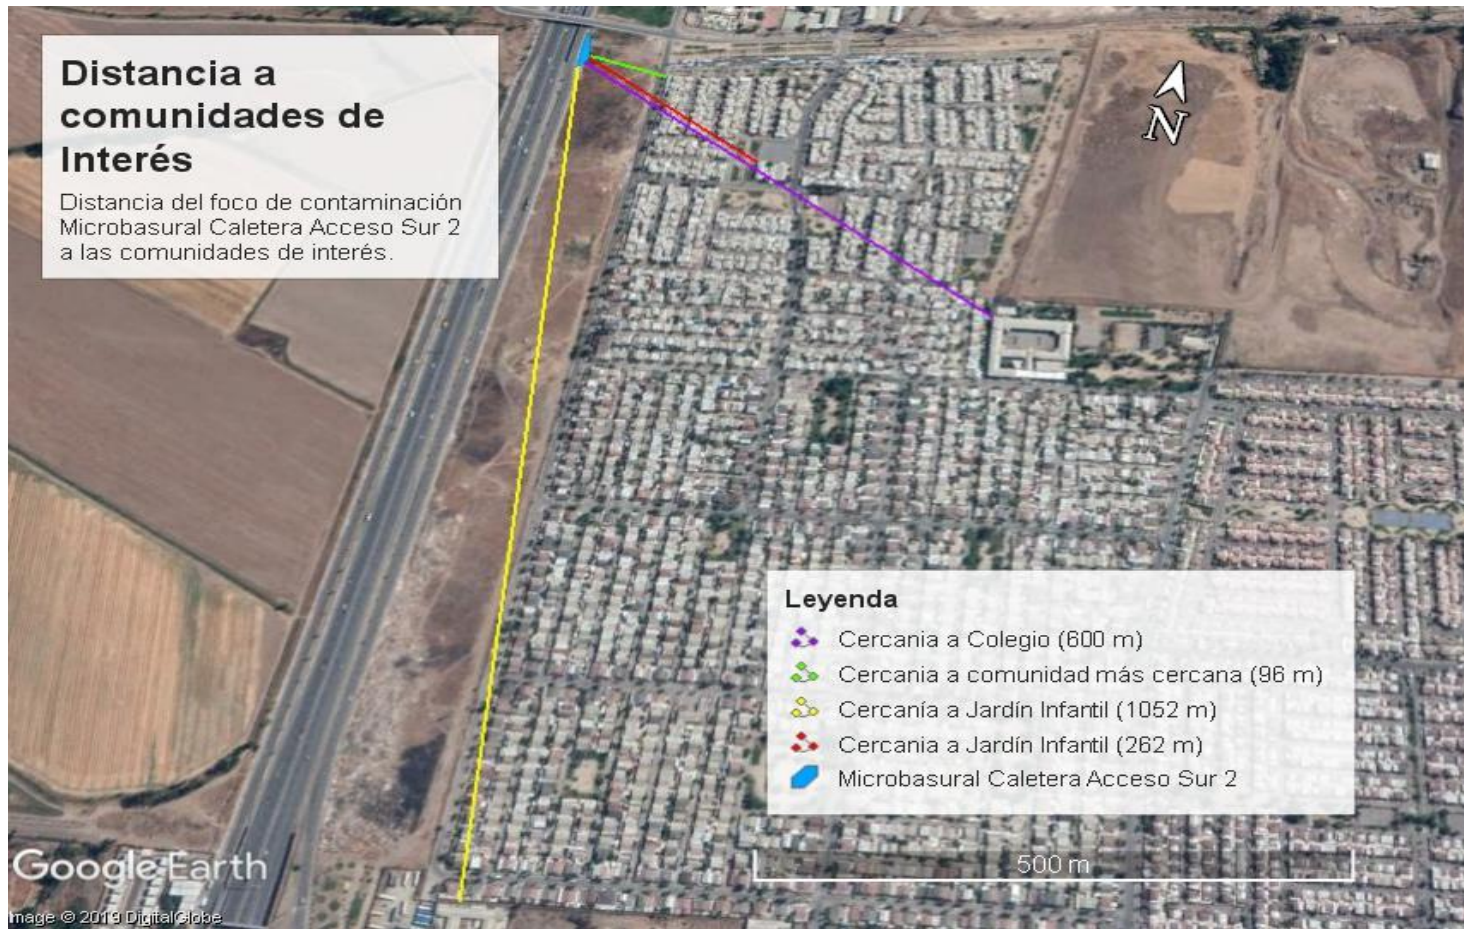 Distancia a
comunidades de
Interés
Distancia del foco de contaminación
Microbasural Caletera Acceso Sur 2
a las comunidades de interés.
N
Leyenda
Cercania a Colegio (600 m)
Cercania a comunidad más cercana (96 m)
Cercanía a Jardín Infantil (1052 m)
Cercania a Jardín Infantil (262 m)
Microbasural Caletera Acceso Sur 2
500 m
Google Earth
mage © 2019 DigitalGlobe